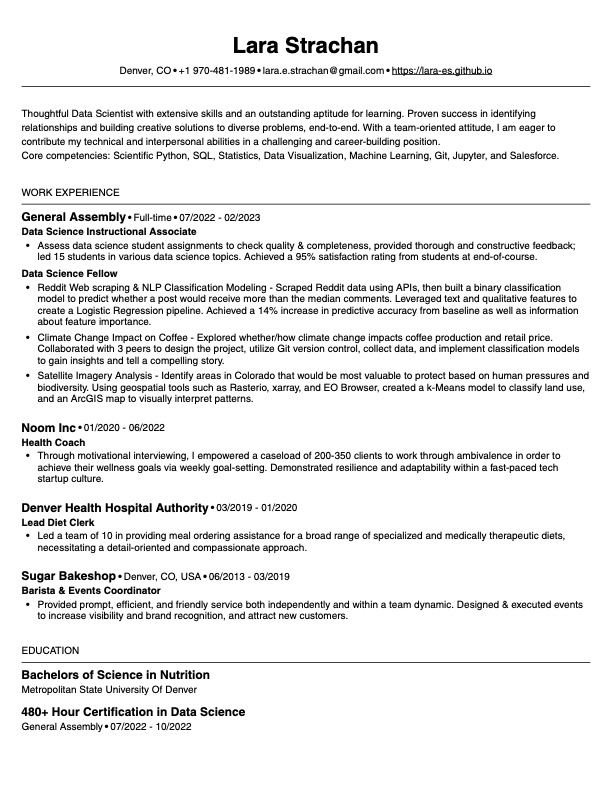 Lara Strachan
Denver, CO • +1 970-481-1989 • lara.e.strachan@gmail.com • https://lara-es.github.io
Thoughtful Data Scientist with extensive skills and an outstanding aptitude for learning. Proven success in identifying
relationships and building creative solutions to diverse problems, end-to-end. With a team-oriented attitude, I am eager to
contribute my technical and interpersonal abilities in a challenging and career-building position.
Core competencies: Scientific Python, SQL, Statistics, Data Visualization, Machine Learning, Git, Jupyter, and Salesforce.
WORK EXPERIENCE
General Assembly • Full-time • 07/2022 - 02/2023
Data Science Instructional Associate
• Assess data science student assignments to check quality & completeness, provided thorough and constructive feedback;
led 15 students in various data science topics. Achieved a 95% satisfaction rating from students at end-of-course.
Data Science Fellow
• Reddit Web scraping & NLP Classification Modeling - Scraped Reddit data using APIs, then built a binary classification
model to predict whether a post would receive more than the median comments. Leveraged text and qualitative features to
create a Logistic Regression pipeline. Achieved a 14% increase in predictive accuracy from baseline as well as information
about feature importance.
• Climate Change Impact on Coffee - Explored whether/how climate change impacts coffee production and retail price.
Collaborated with 3 peers to design the project, utilize Git version control, collect data, and implement classification models
to gain insights and tell a compelling story.
• Satellite Imagery Analysis - Identify areas in Colorado that would be most valuable to protect based on human pressures and
biodiversity. Using geospatial tools such as Rasterio, xarray, and EO Browser, created a k-Means model to classify land use,
and an ArcGIS map to visually interpret patterns.
Noom Inc • 01/2020 - 06/2022
Health Coach
• Through motivational interviewing, I empowered a caseload of 200-350 clients to work through ambivalence in order to
achieve their wellness goals via weekly goal-setting. Demonstrated resilience and adaptability within a fast-paced tech
startup culture.
Denver Health Hospital Authority • 03/2019 - 01/2020
Lead Diet Clerk
• Led a team of 10 in providing meal ordering assistance for a broad range of specialized and medically therapeutic diets,
necessitating a detail-oriented and compassionate approach.
Sugar Bakeshop • Denver, CO, USA • 06/2013 - 03/2019
Barista & Events Coordinator
• Provided prompt, efficient, and friendly service both independently and within a team dynamic. Designed & executed events
to increase visibility and brand recognition, and attract new customers.
EDUCATION
Bachelors of Science in Nutrition
Metropolitan State University Of Denver
480+ Hour Certification in Data Science
General Assembly • 07/2022 - 10/2022